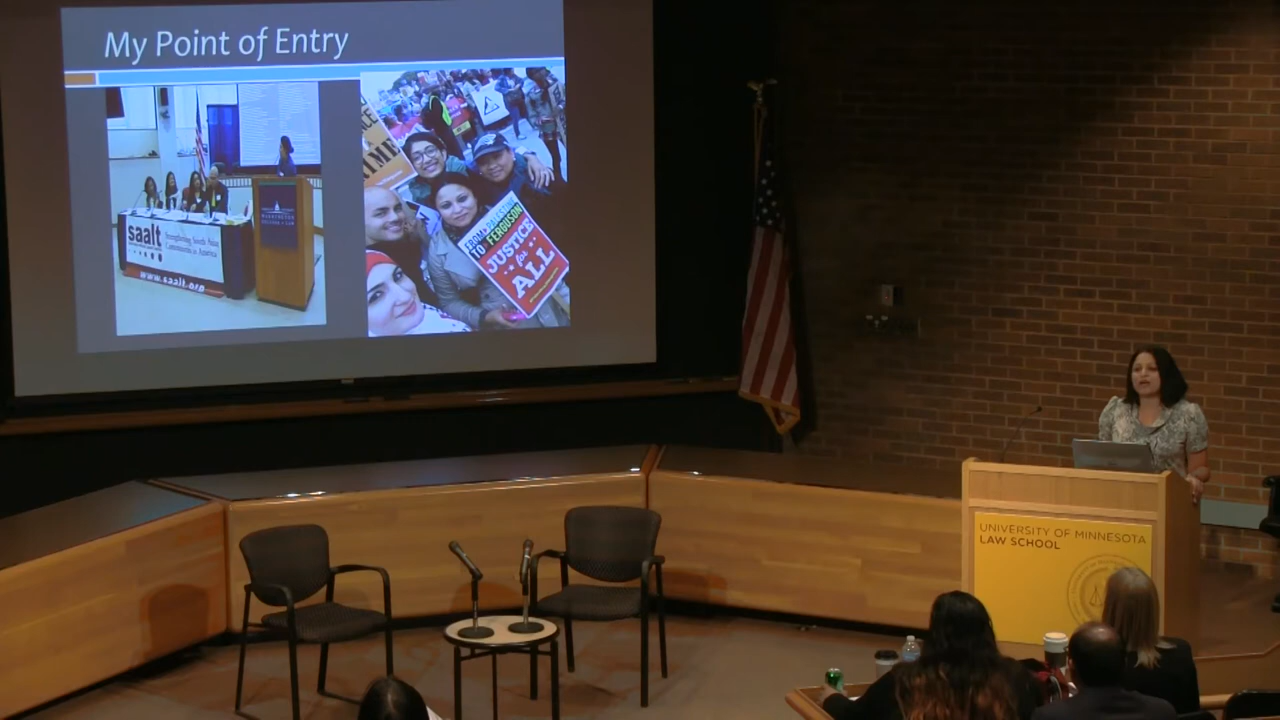 My Point of Entry
saalt
Strengthening South Asian
Communities in America
www.saalt.org
FROM PALESTINE
TO FERGUSON
JUSTICE
for
ALL
UNIVERSITY OF MINNESOTA
LAW SCHOOL